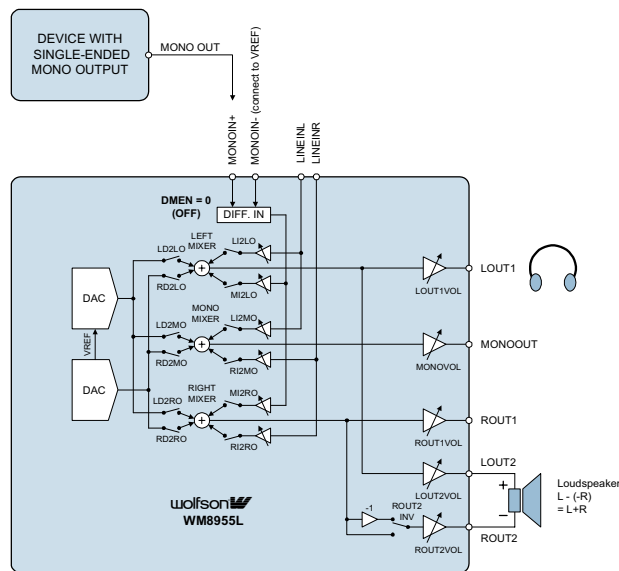 DEVICE WITH
SINGLE-ENDED
MONO OUTPUT
MONO OUT
MONOIN+
MONOIN- (connect to VREF)
LINEINL
LINEINR
DMEN = 0
(OFF)
DIFF. IN
LEFT
MIXER
LD2LO
LI2LO
RD2LO
MI2LO
LOUT1VOL
LOUT1
DAC
VREF
DAC
MONO
MIXER
LD2MO
LI2MO
RD2MO
RI2MO
MONOVOL
MONOOUT
RIGHT
MIXER
LD2RO
MI2RO
RD2RO
RI2RO
ROUT1VOL
ROUT1
LOUT2VOL
LOUT2
wolfson
WM8955L
-1
ROUT2
INV
ROUT2VOL
ROUT2
+
−
Loudspeaker
L - (-R)
= L+R